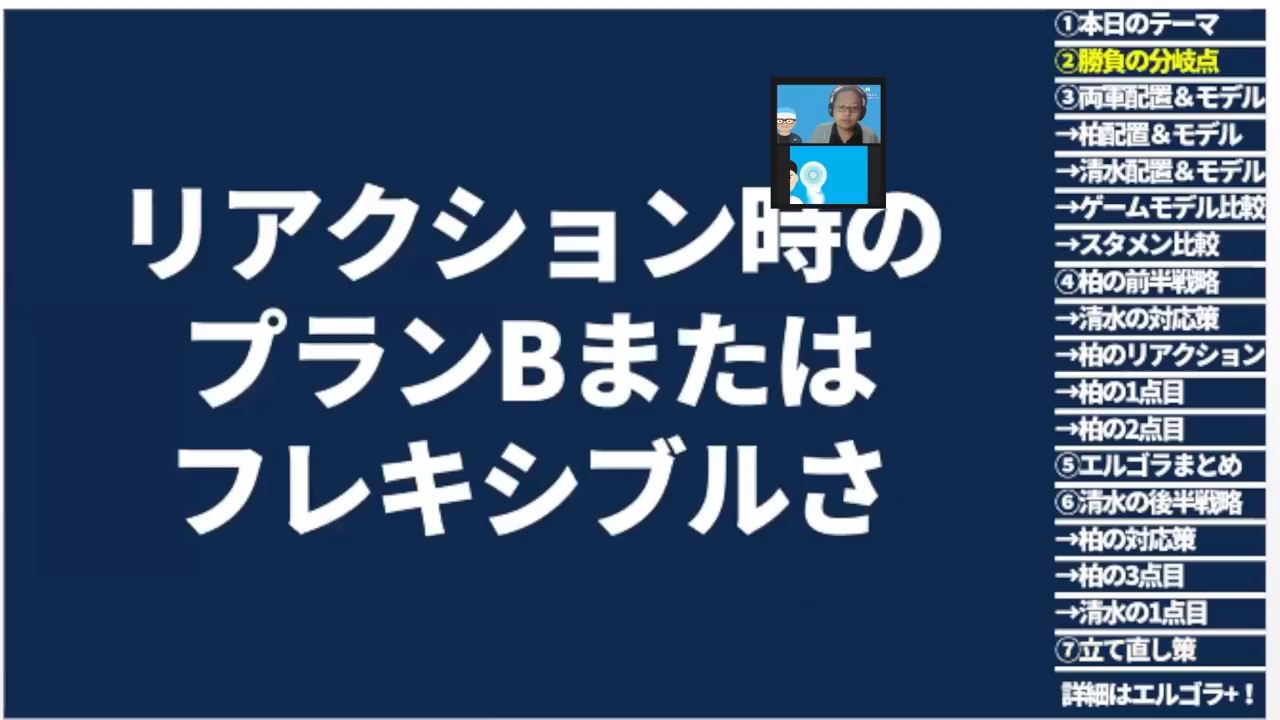 リアクション時の
プランBまたは
フレキシブルさ
①本日のテーマ
②勝負の分岐点
③両軍配置＆モデル
→柏配置＆モデル
→清水配置＆モデル
→ゲームモデル比較
→スタメン比較
④柏の前半戦略
→清水の対応策
→柏のリアクション
→柏の1点目
→柏の2点目
⑤エルゴラまとめ
⑥清水の後半戦略
→柏の対応策
→柏の3点目
→清水の1点目
⑦立て直し策
詳細はエルゴラ+！